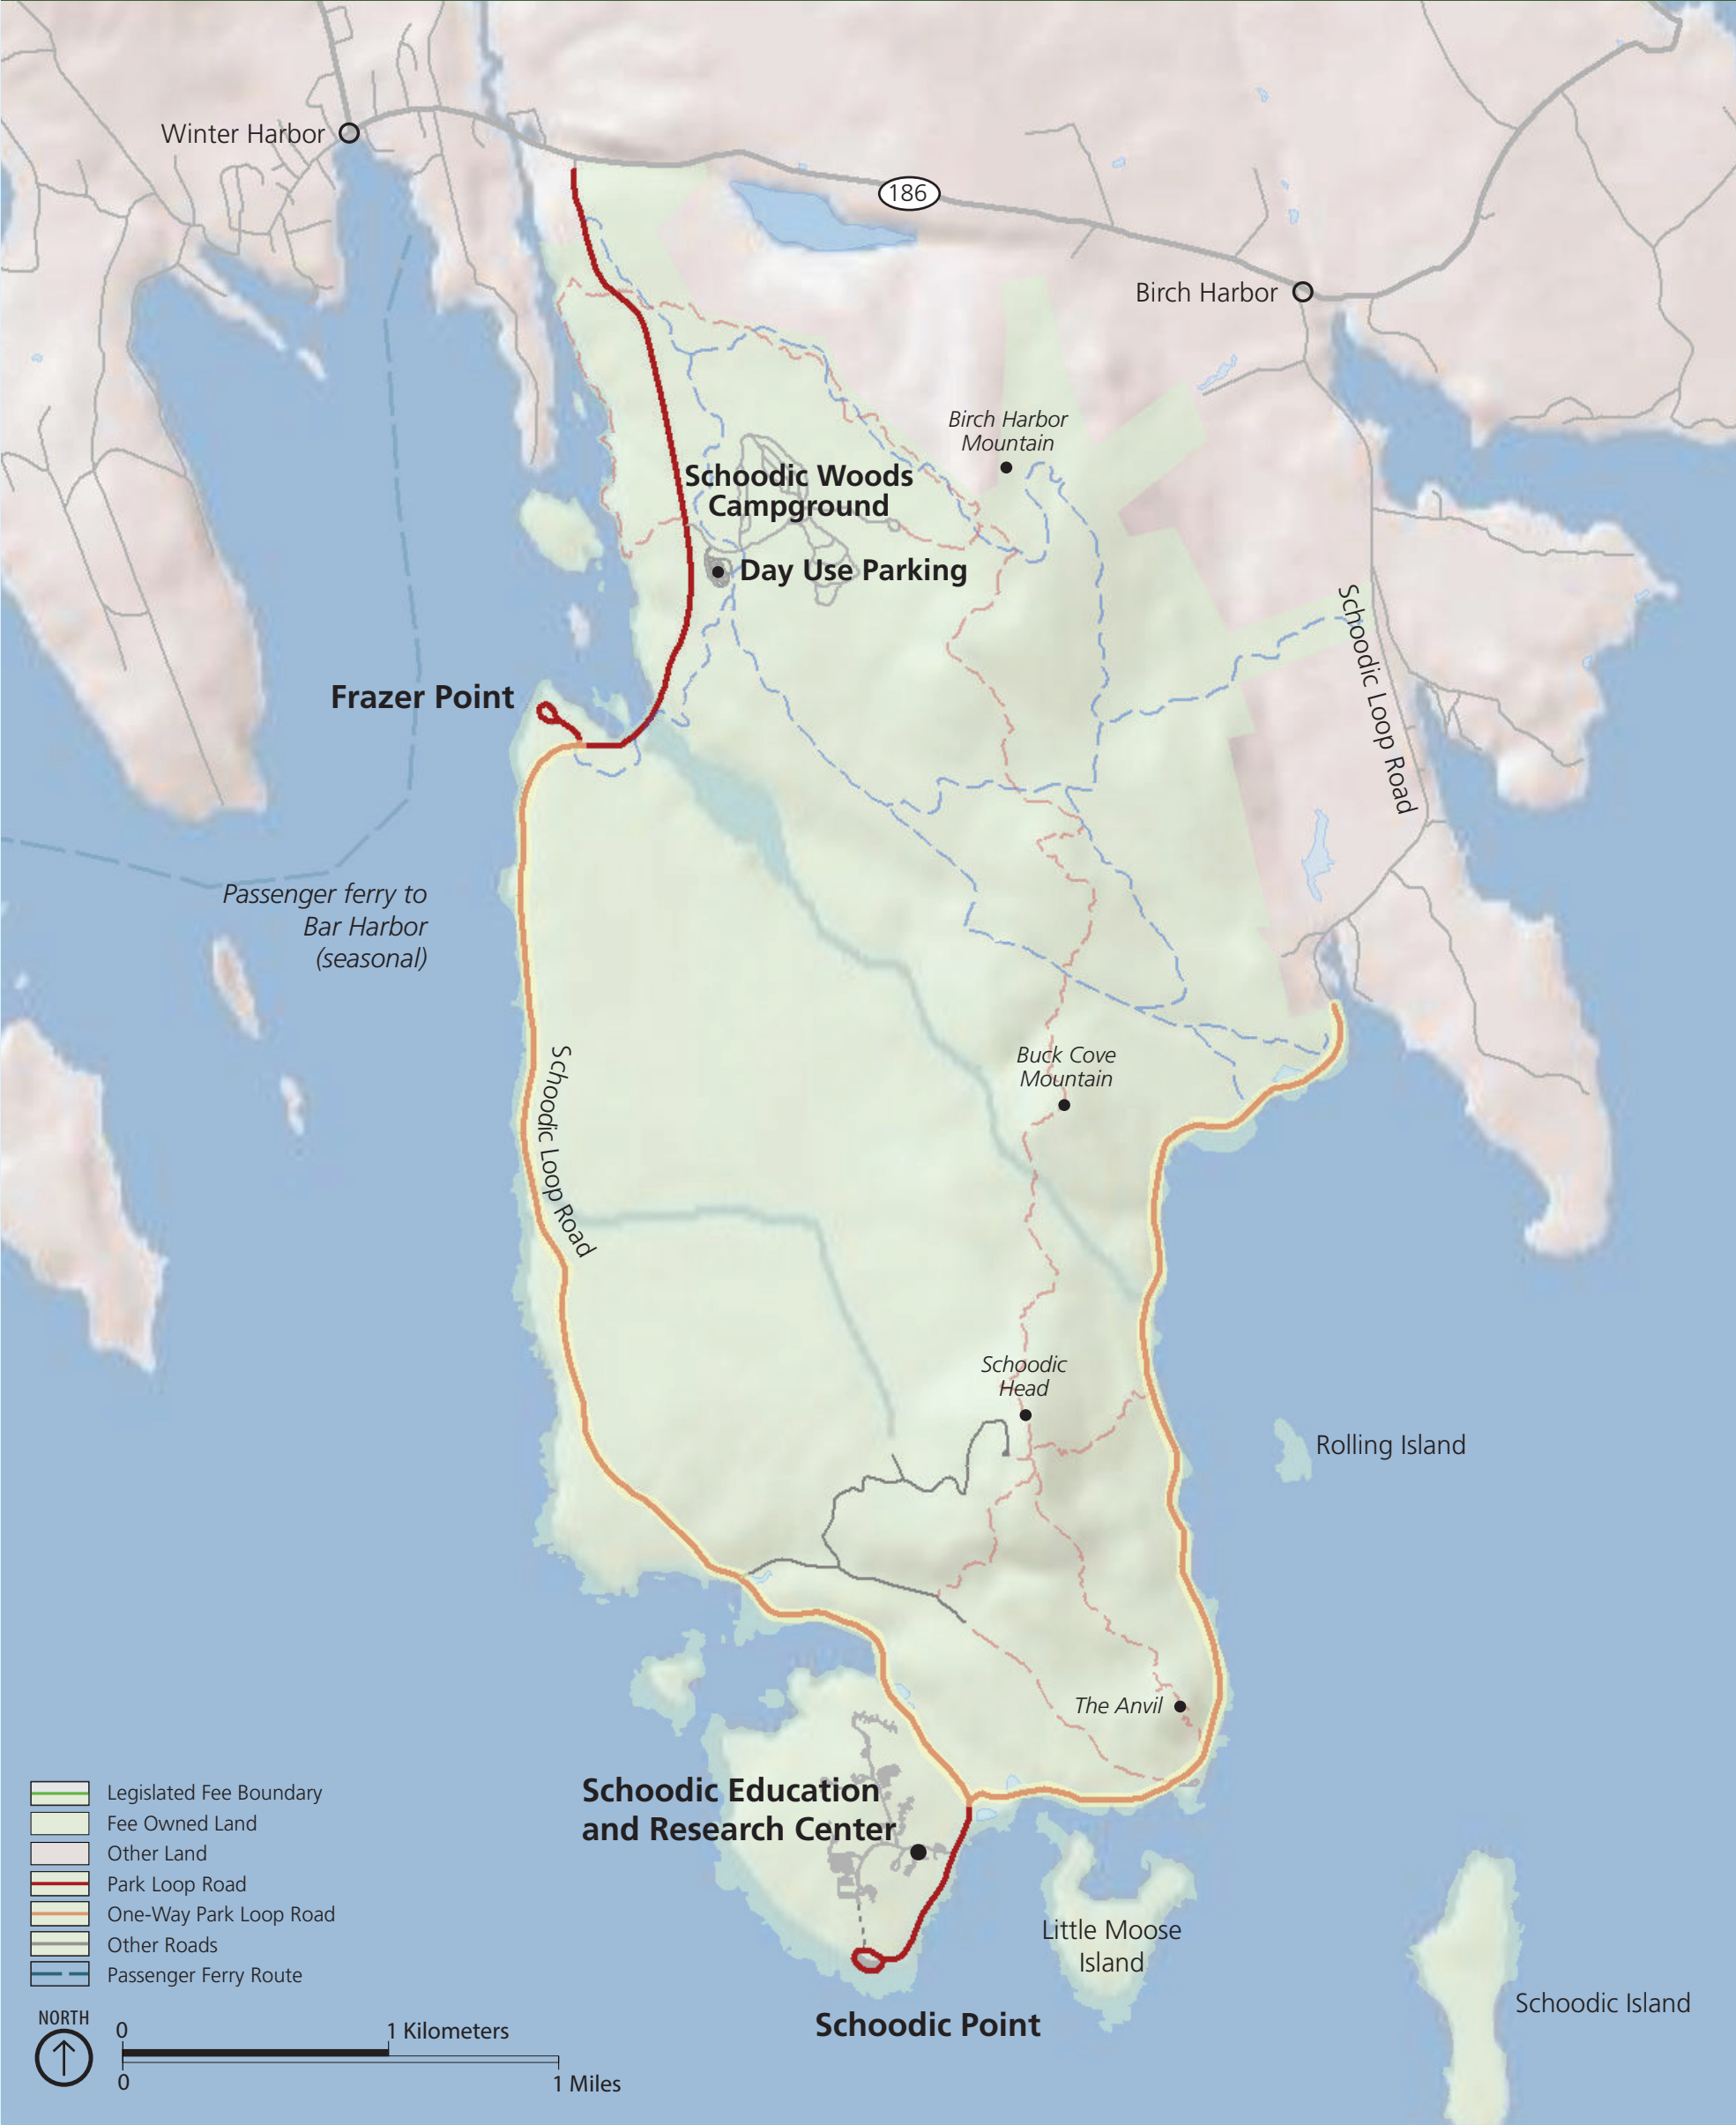 Winter Harbor
186
Birch Harbor
Birch Harbor
Mountain
Schoodic Woods
Campground
Day Use Parking
Schoodic Loop Road
Frazer Point
Passenger ferry to
Bar Harbor
(seasonal)
Schoodic Loop Road
Buck Cove
Mountain
Schoodic
Head
Rolling Island
The Anvil
Schoodic Education
and Research Center
Little Moose
Island
Schoodic Island
Schoodic Point
Legislated Fee Boundary
Fee Owned Land
Other Land
Park Loop Road
One-Way Park Loop Road
Other Roads
Passenger Ferry Route
NORTH
0
1 Kilometers
0
1 Miles